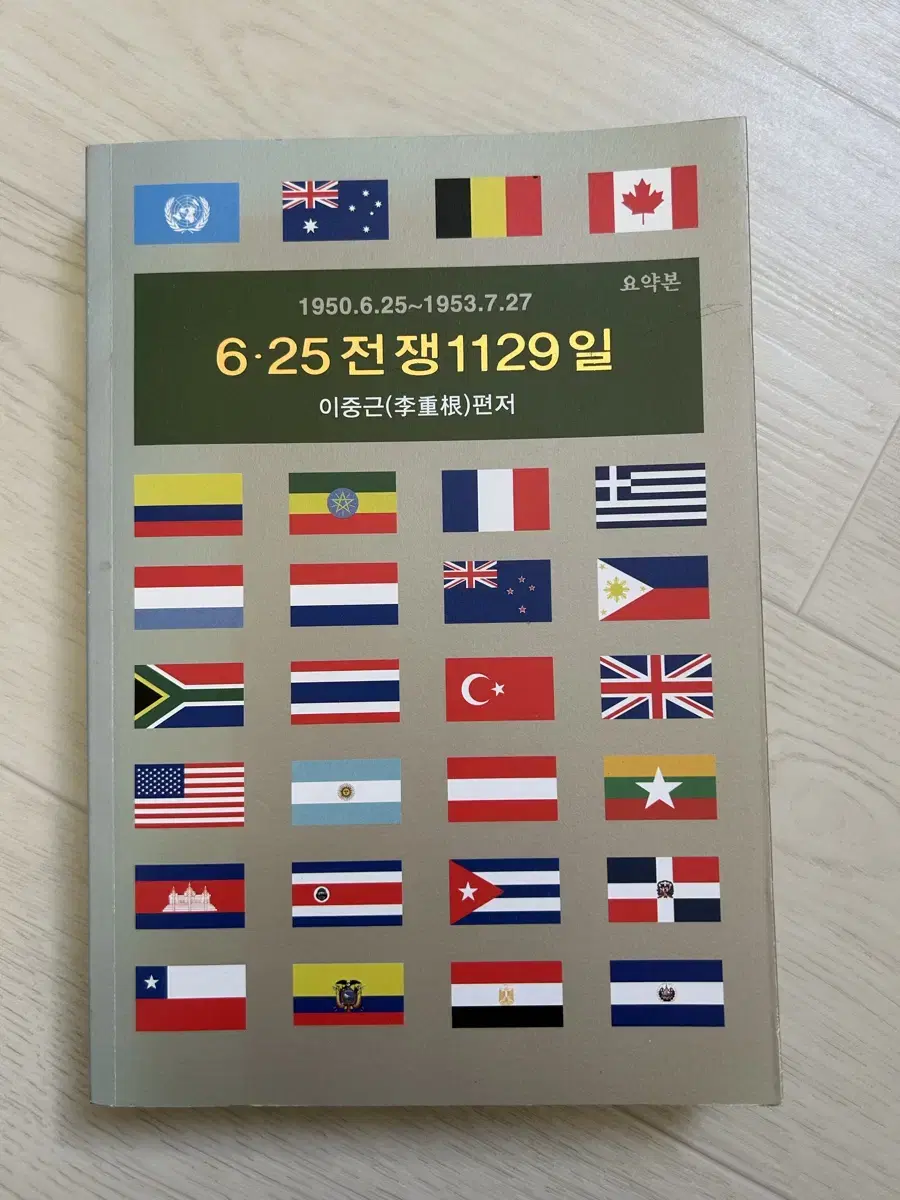 요약본
1950.6.25~1953.7.27
6·25 전쟁 1129일
이중근(李重根)편저